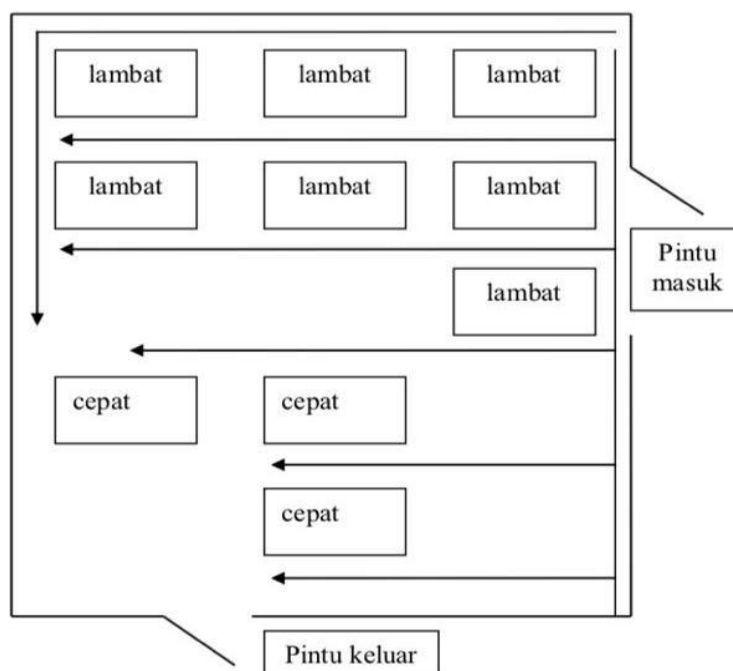 lambat lambat lambat
lambat lambat lambat
Pintu
masuk
lambat
cepat cepat
cepat
Pintu keluar